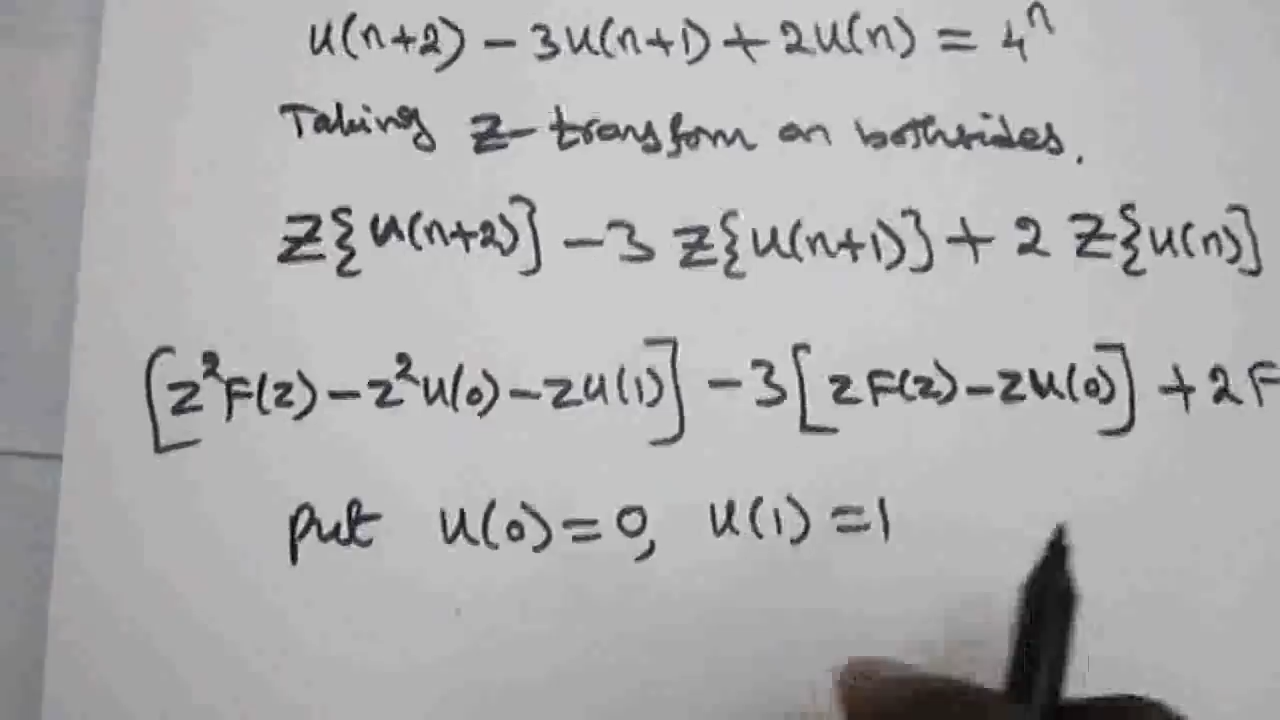 u(n+2) - 3u(n+1) + 2u(n) = 4ⁿ
Taking Z-transform on bothsides.
Z{u(n+2)} - 3 Z{u(n+1)} + 2 Z{u(n)}
[z²F(z) - z²u(0) - zu(1)] - 3[zF(z) - zu(0)] + 2F
put u(0) = 0, u(1) = 1